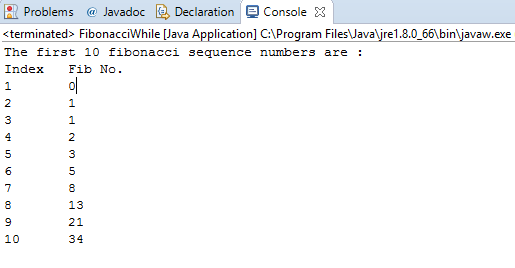 Problems @ Javadoc Declaration Console
<terminated> FibonacciWhile [Java Application] C:\Program Files\Java\jre1.8.0_66\bin\javaw.exe
The first 10 fibonacci sequence numbers are :
Index Fib No.
1 0
2 1
3 1
4 2
5 3
6 5
7 8
8 13
9 21
10 34